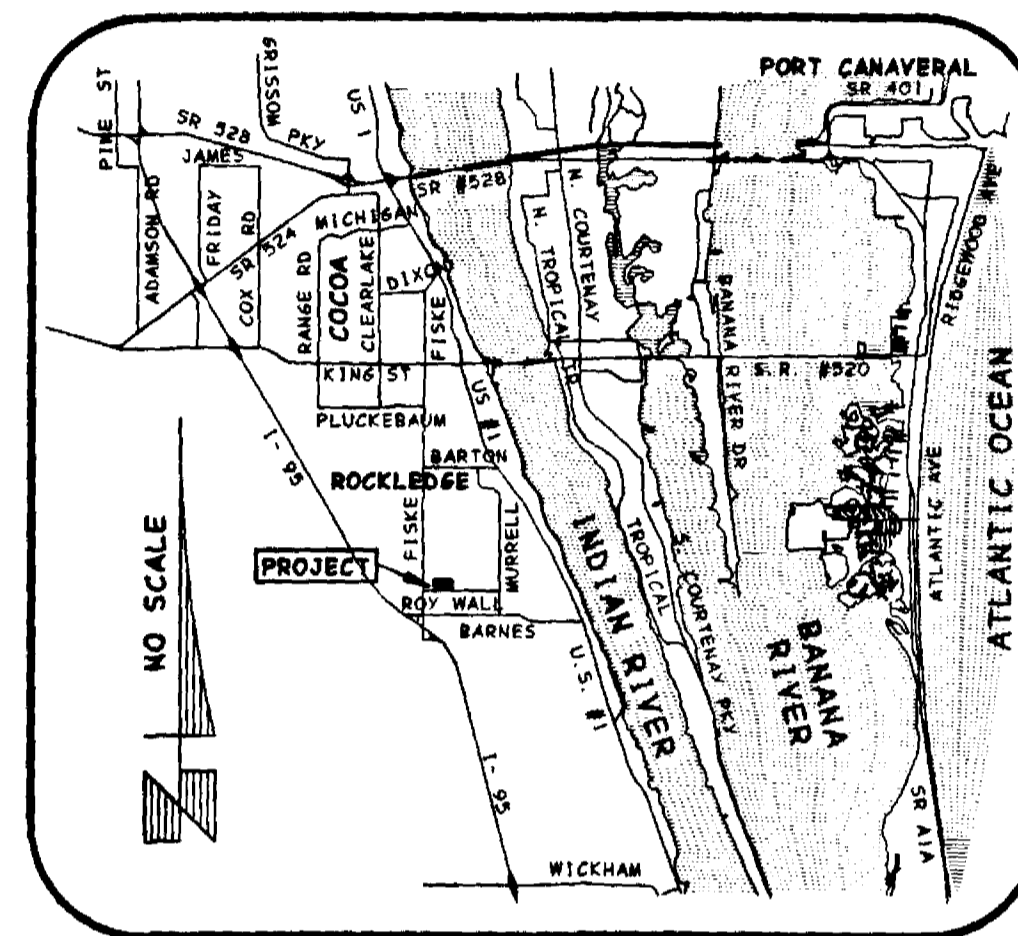 PORT CANAVERAL
SR 401
PINE ST
GRISSOM
PKY
US 1
SR 528
JAMES
SR #528
ADAMSON RD
FRIDAY
COX RD
SR 524
MICHIGAN
RANGE RD
COCOA
CLEARLAKE
DIXON
FISKE
N. TROPICAL TR
N. COURTENAY
BANANA RIVER DR
RIDGEWOOD AVE
S.R. #520
KING ST
PLUCKEBAUM
US #1
I-95
BARTON
ROCKLEDGE
FISKE
MURRELL
PROJECT
ROY WALL
BARNES
INDIAN RIVER
TROPICAL
S. COURTENAY PKY
BANANA
RIVER
ATLANTIC AVE
ATLANTIC OCEAN
NO SCALE
N
U.S. #1
I-95
SR A1A
WICKHAM